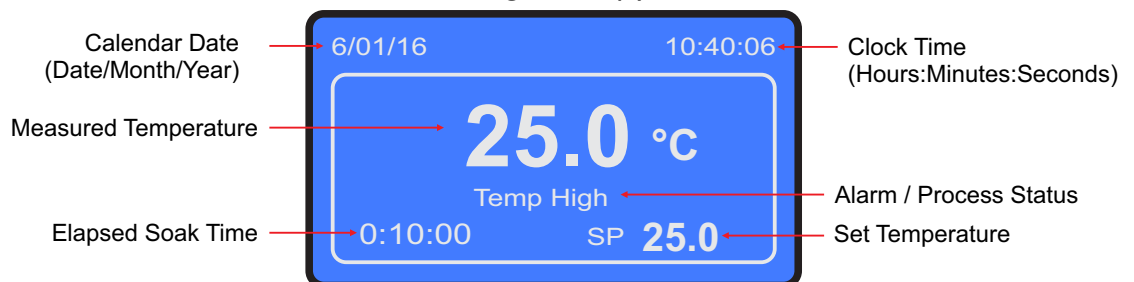 Calendar Date
(Date/Month/Year)
6/01/16
10:40:06
Clock Time
(Hours:Minutes:Seconds)
Measured Temperature
25.0 °C
Temp High
Alarm / Process Status
Elapsed Soak Time
0:10:00
SP 25.0
Set Temperature